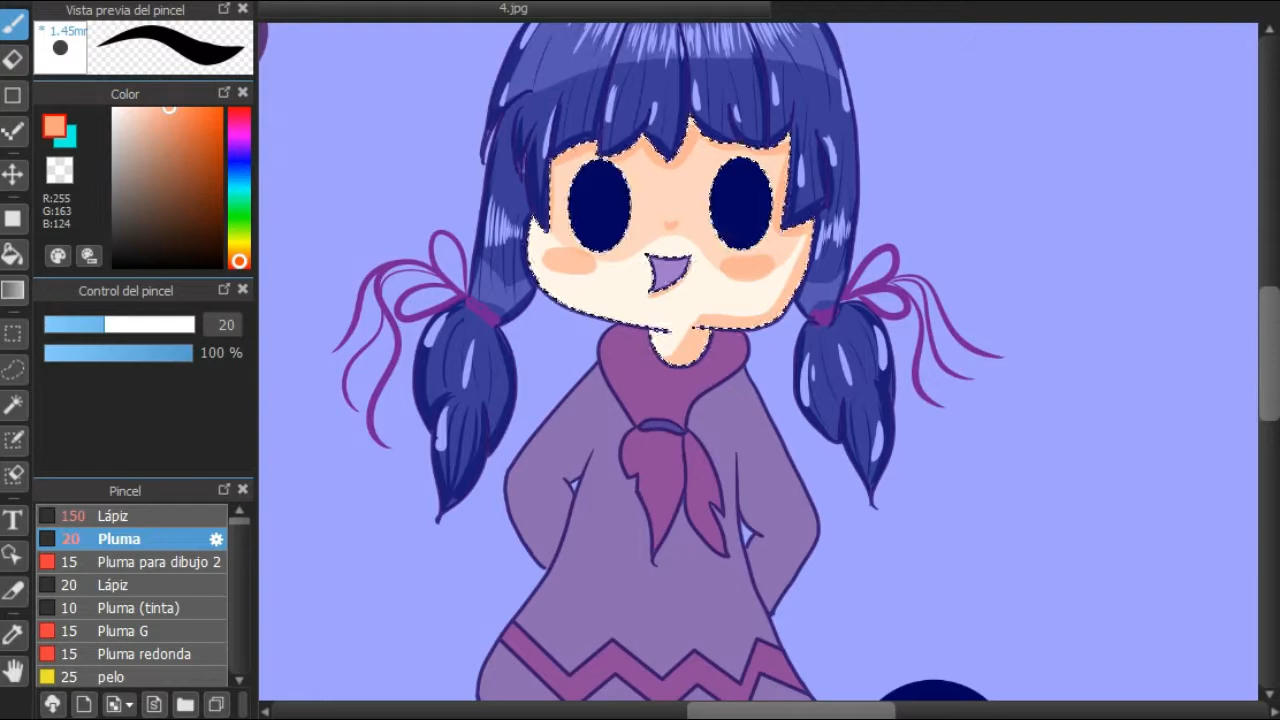 Vista previa del pincel
4.jpg
* 1.45mm
Color
R:255
G:163
B:124
Control del pincel
20
100 %
Pincel
150 Lápiz
20 Pluma
15 Pluma para dibujo 2
20 Lápiz
10 Pluma (tinta)
15 Pluma G
15 Pluma redonda
25 pelo
T
S